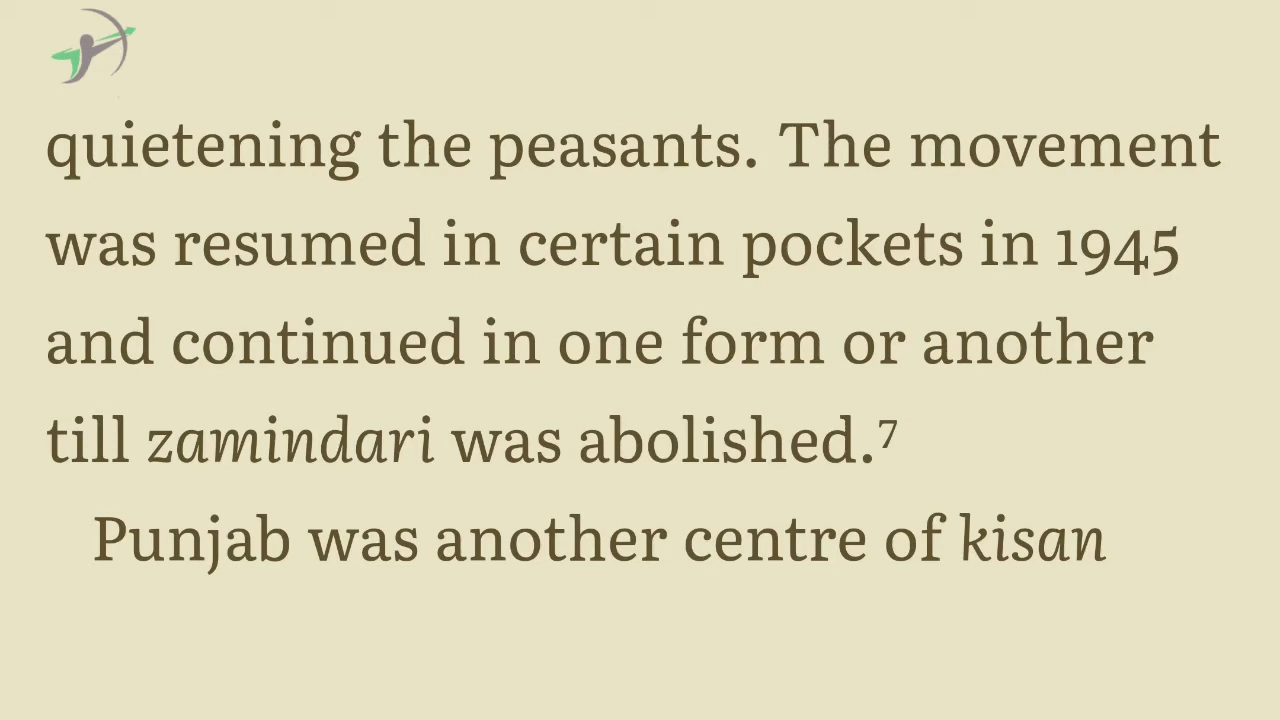 quietening the peasants. The movement
was resumed in certain pockets in 1945
and continued in one form or another
till zamindari was abolished.⁷
Punjab was another centre of kisan